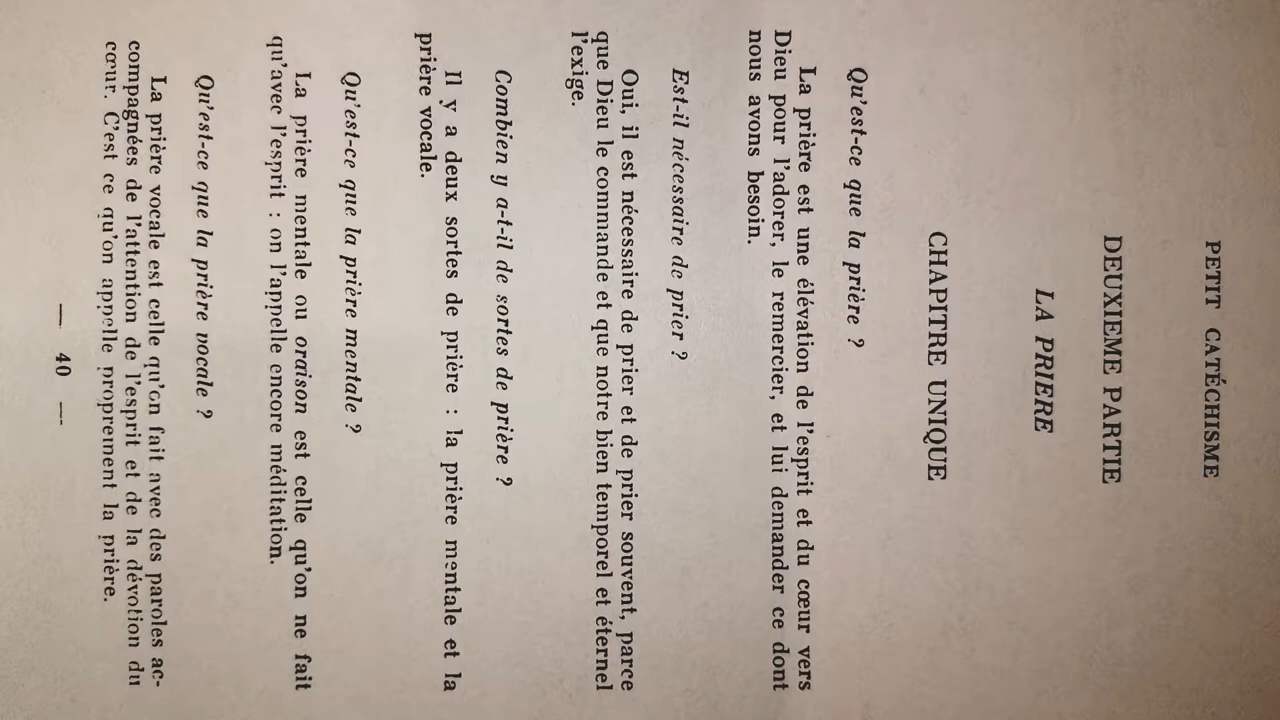 PETIT CATÉCHISME
DEUXIEME PARTIE
LA PRIERE
CHAPITRE UNIQUE
Qu'est-ce que la prière ?
La prière est une élévation de l'esprit et du cœur vers
Dieu pour l'adorer, le remercier, et lui demander ce dont
nous avons besoin.
Est-il nécessaire de prier ?
Oui, il est nécessaire de prier et de prier souvent, parce
que Dieu le commande et que notre bien temporel et éternel
l'exige.
Combien y a-t-il de sortes de prière ?
Il y a deux sortes de prière : la prière mentale et la
prière vocale.
Qu'est-ce que la prière mentale ?
La prière mentale ou oraison est celle qu'on ne fait
qu'avec l'esprit : on l'appelle encore méditation.
Qu'est-ce que la prière vocale ?
La prière vocale est celle qu'on fait avec des paroles ac-
compagnées de l'attention de l'esprit et de la dévotion du
cœur. C'est ce qu'on appelle proprement la prière.
— 40 —